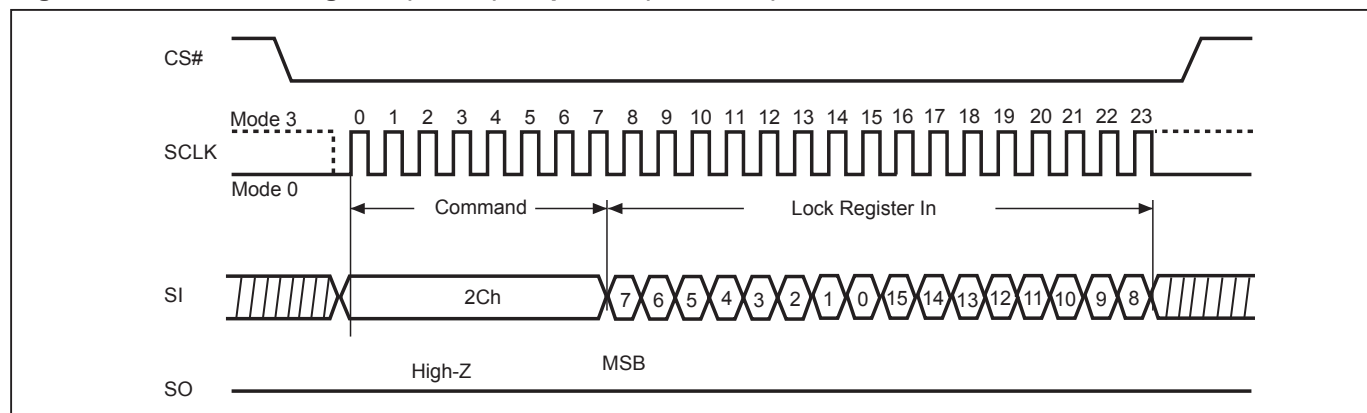 CS#
Mode 3
0 1 2 3 4 5 6 7 8 9 10 11 12 13 14 15 16 17 18 19 20 21 22 23
SCLK
Mode 0
Command
Lock Register In
SI
2Ch
7 6 5 4 3 2 1 0 15 14 13 12 11 10 9 8
High-Z
MSB
SO